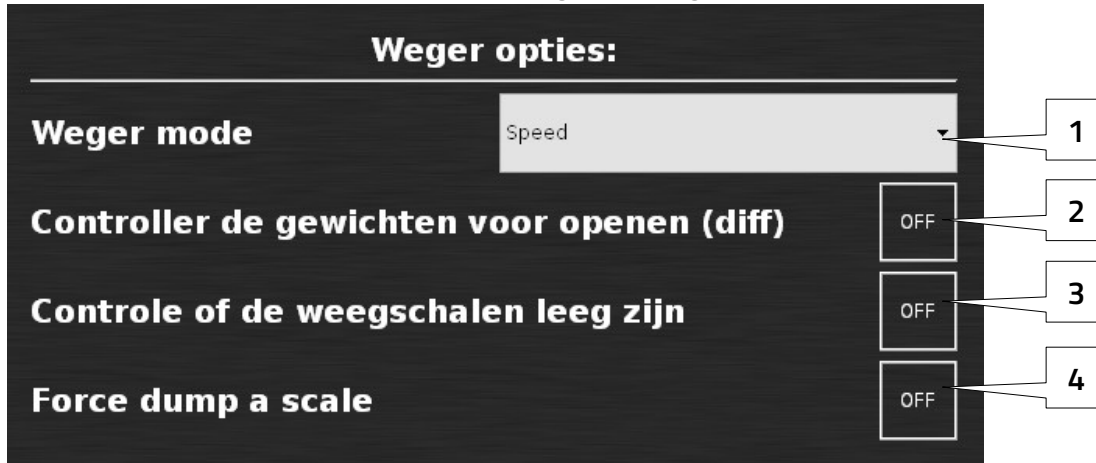 Weger opties:
Weger mode Speed 1
Controller de gewichten voor openen (diff) OFF 2
Controle of de weegschalen leeg zijn OFF 3
Force dump a scale OFF 4